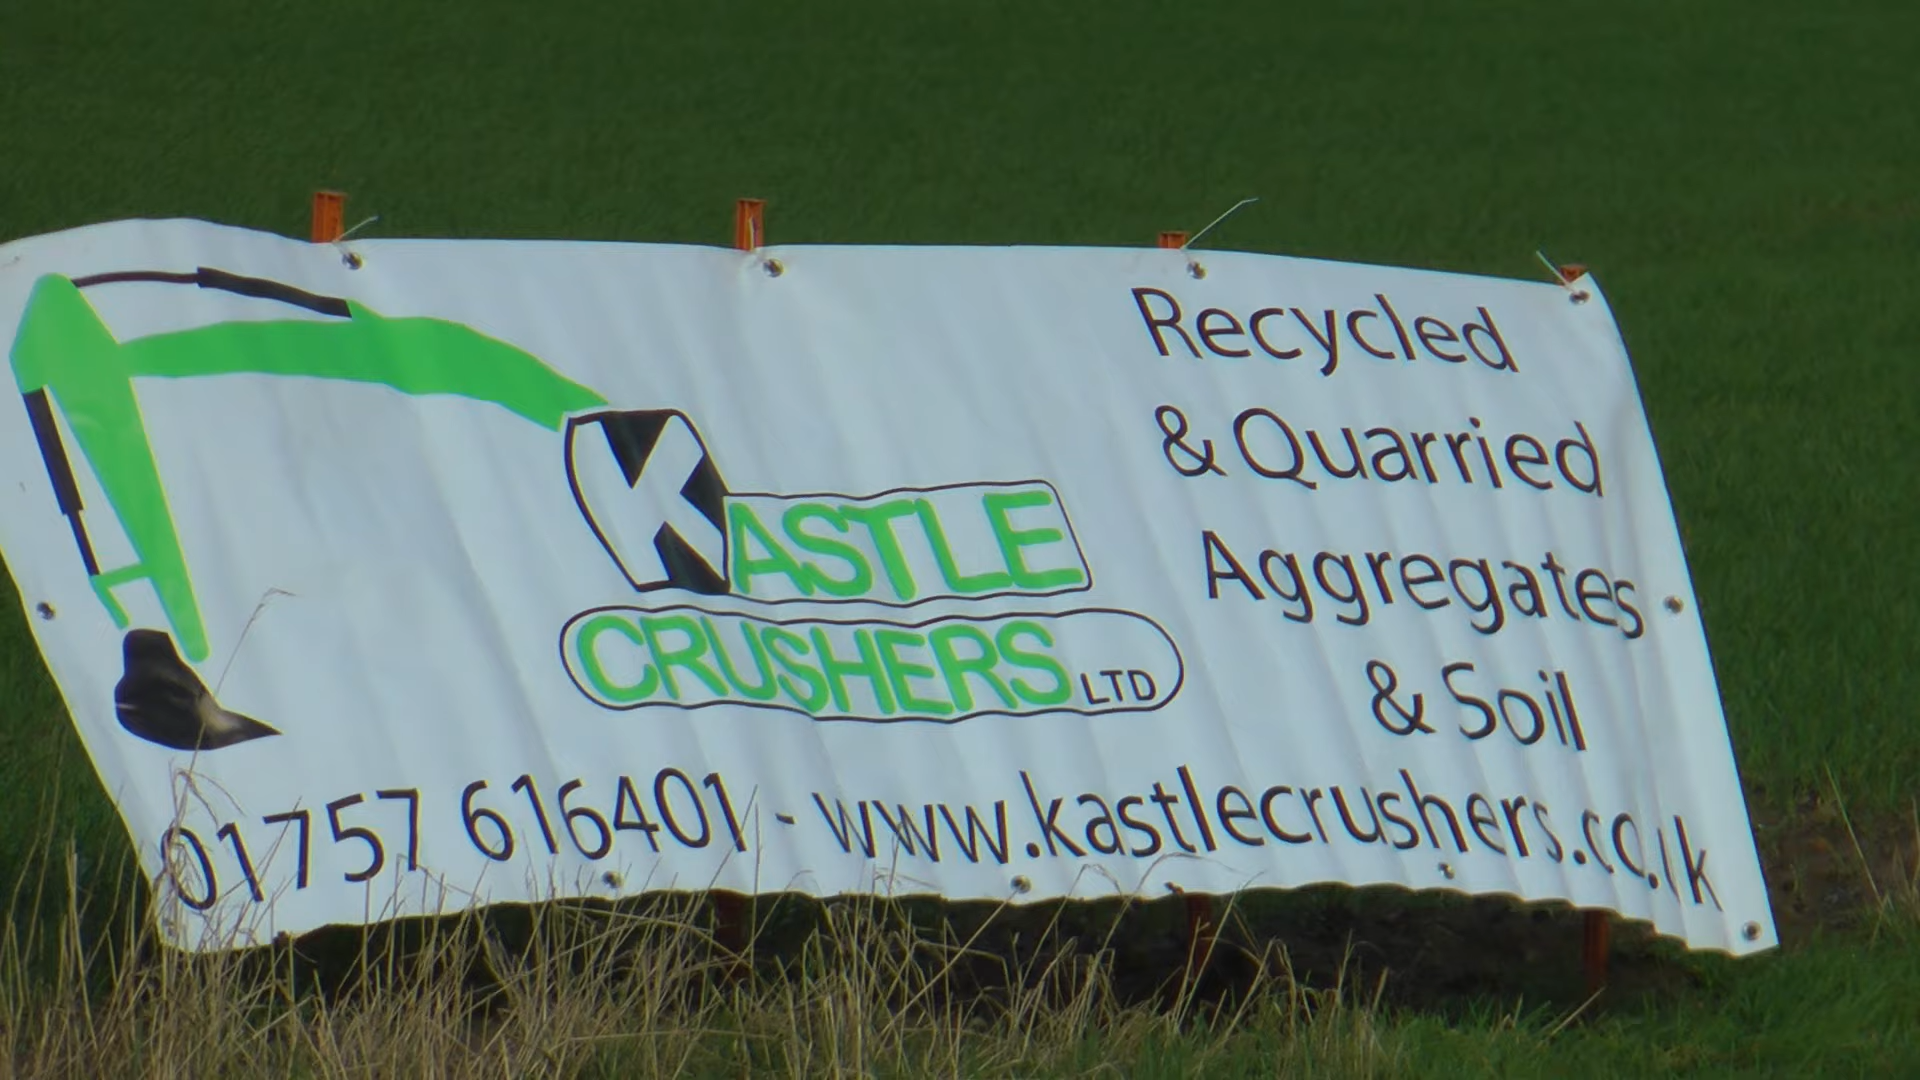 KASTLE
CRUSHERS LTD
Recycled
& Quarried
Aggregates
& Soil
01757 616401 - www.kastlecrushers.co.uk